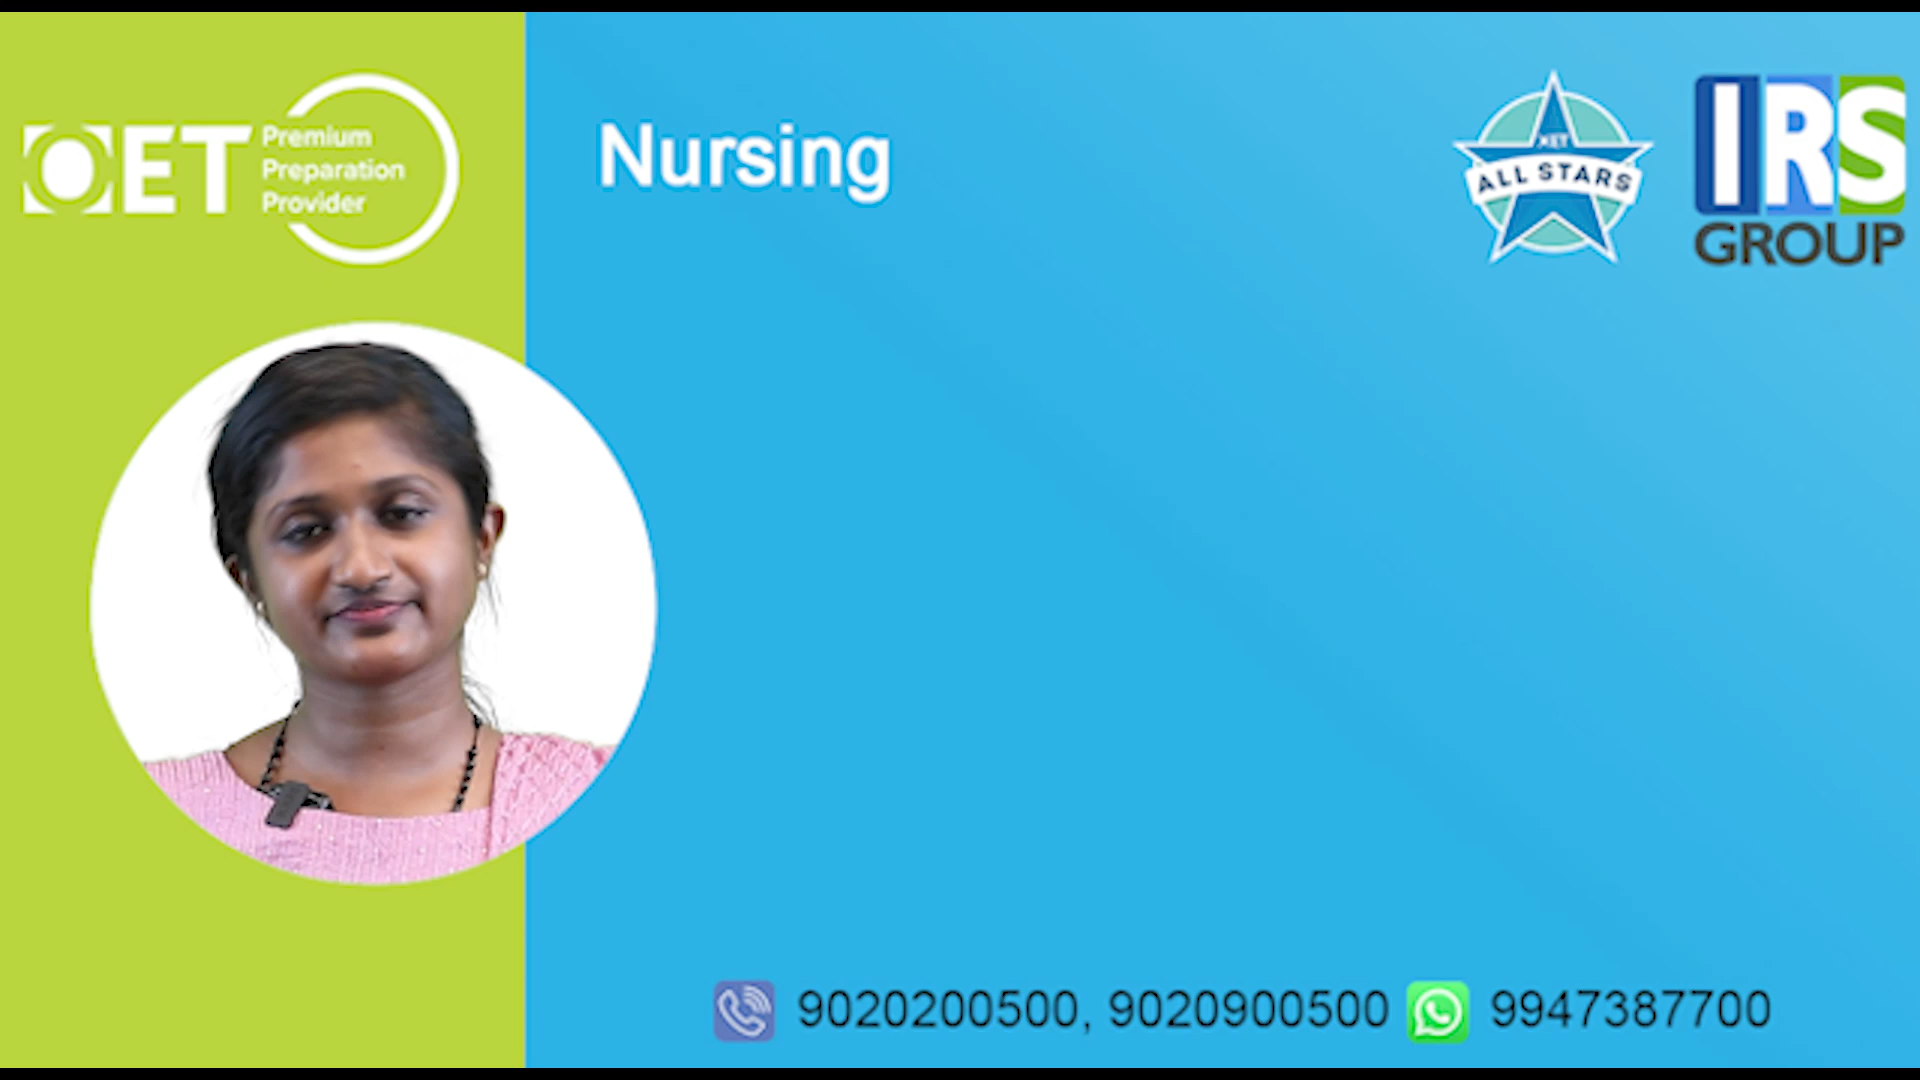 OET
Premium
Preparation
Provider
Nursing
ALL STARS
IRS
GROUP
9020200500, 9020900500
9947387700